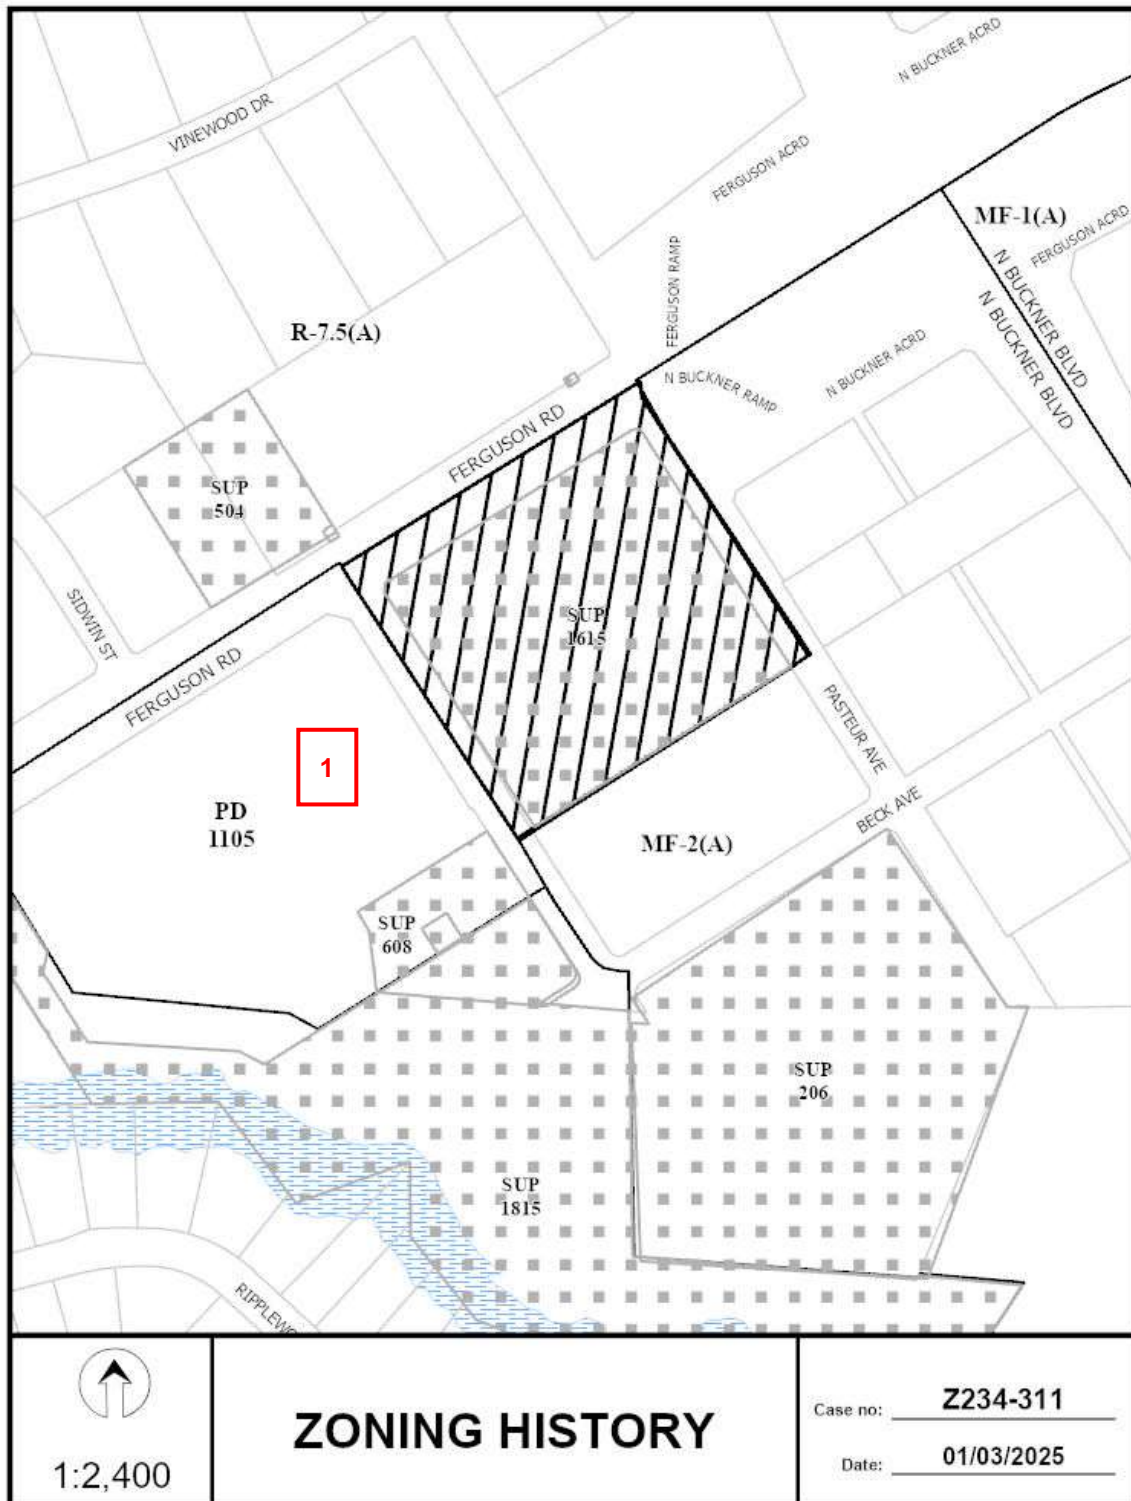 N BUCKNER ACRD
VINEWOOD DR
FERGUSON ACRD
MF-1(A)
FERGUSON ACRD
N BUCKNER BLVD
N BUCKNER BLVD
FERGUSON RAMP
R-7.5(A)
N BUCKNER ACRD
N BUCKNER RAMP
FERGUSON RD
SUP
504
SIDWIN ST
SUP
1615
FERGUSON RD
PASTEUR AVE
1
PD
1105
BECK AVE
MF-2(A)
SUP
608
SUP
206
SUP
1815
1:2,400
ZONING HISTORY
Case no: Z234-311
Date: 01/03/2025